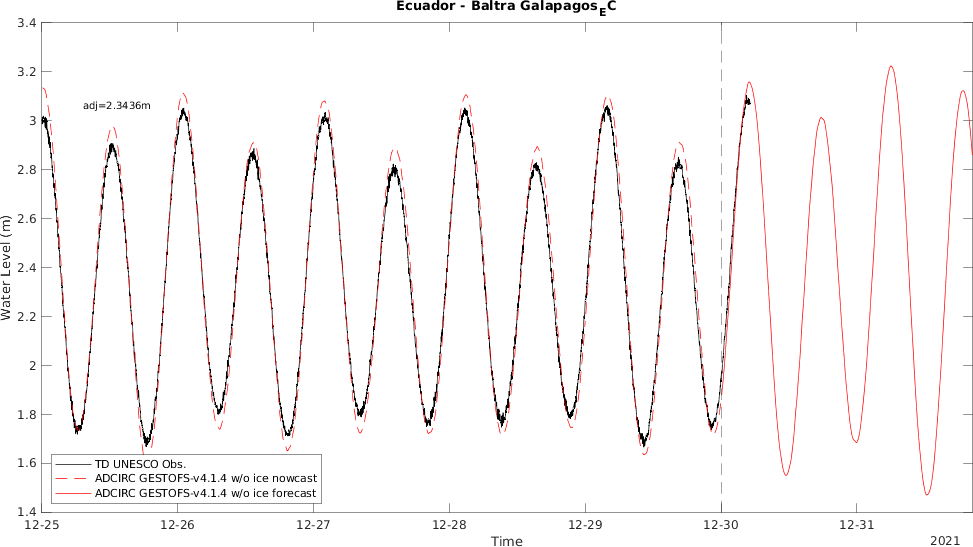 Ecuador - Baltra Galapagos_EC
3.4
3.2
3
2.8
2.6
2.4
2.2
2
1.8
1.6
1.4
Water Level (m)
adj=2.3436m
TD UNESCO Obs.
ADCIRC GESTOFS-v4.1.4 w/o ice nowcast
ADCIRC GESTOFS-v4.1.4 w/o ice forecast
12-25 12-26 12-27 12-28 12-29 12-30 12-31
Time
2021